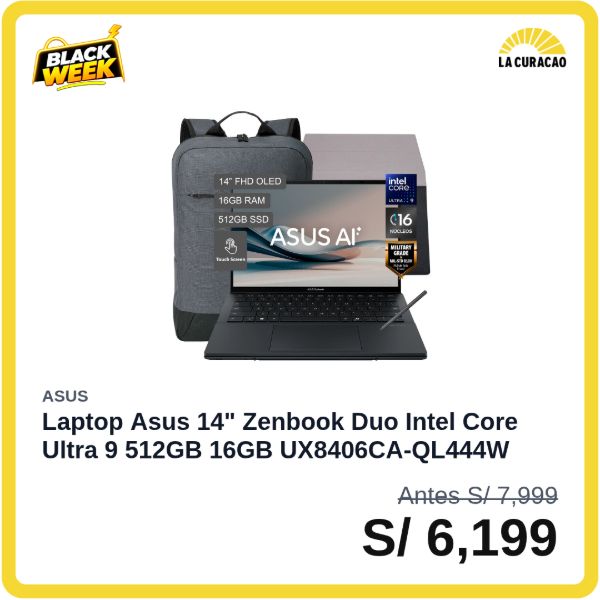 BLACK
WEEK
LA CURACAO
14" FHD OLED
16GB RAM
512GB SSD
Touch Screen
ASUS AI
intel
CORE
ULTRA 9
16
NÚCLEOS
MILITARY
GRADE
ASUS
Laptop Asus 14" Zenbook Duo Intel Core
Ultra 9 512GB 16GB UX8406CA-QL444W
Antes S/ 7,999
S/ 6,199